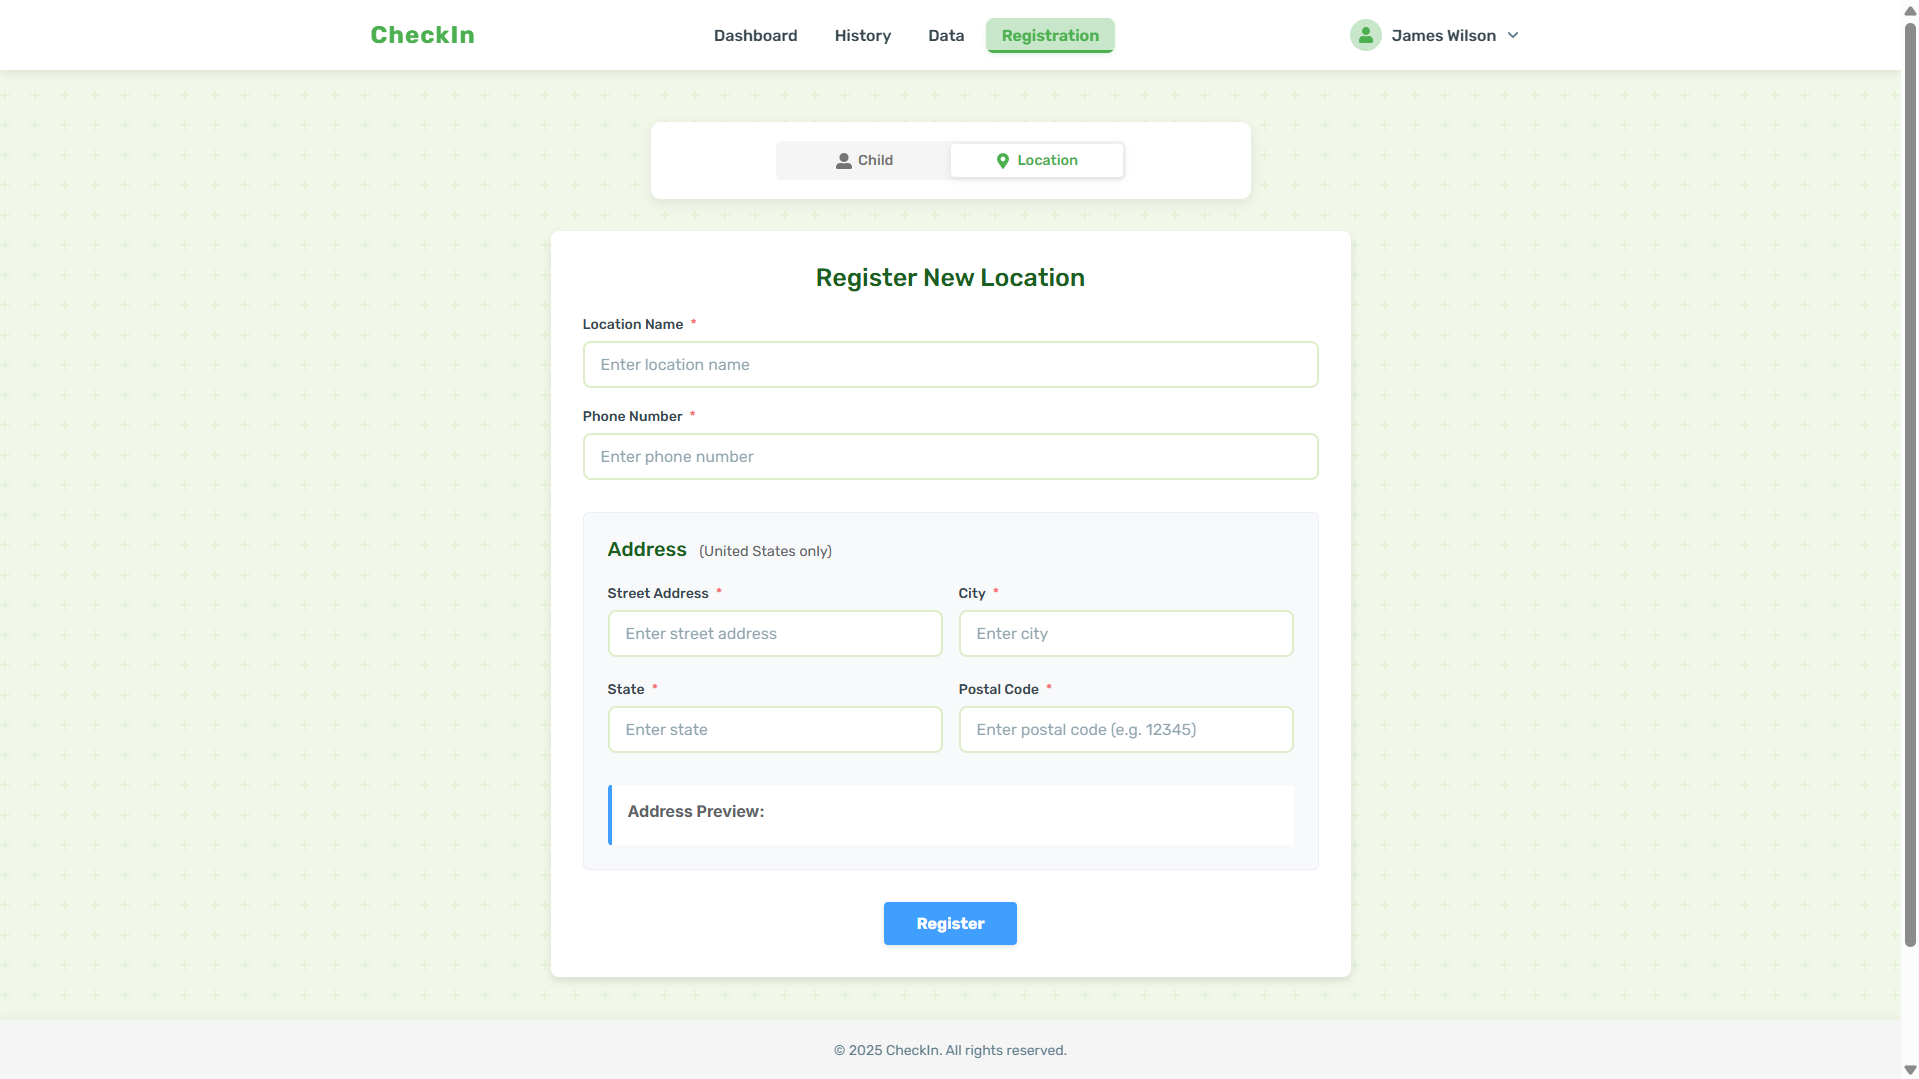 CheckIn
Dashboard
History
Data
Registration
James Wilson
Child
Location
Register New Location
Location Name *
Enter location name
Phone Number *
Enter phone number
Address (United States only)
Street Address *
City *
Enter street address
Enter city
State *
Postal Code *
Enter state
Enter postal code (e.g. 12345)
Address Preview:
Register
© 2025 CheckIn. All rights reserved.